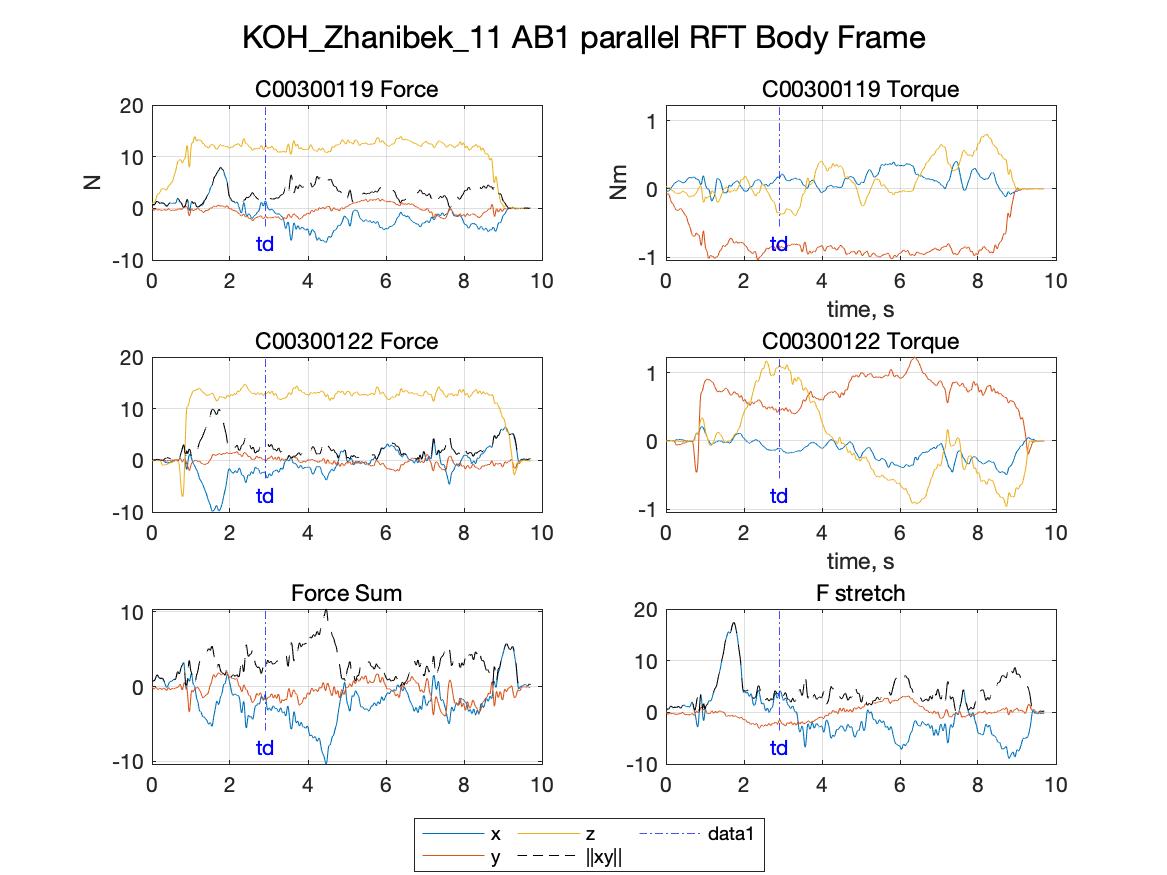 KOH_Zhanibek_11 AB1 parallel RFT Body Frame
C00300119 Force
20
10
0
-10
N
td
0 2 4 6 8 10
C00300119 Torque
1
0
-1
Nm
td
0 2 4 6 8 10
time, s
C00300122 Force
20
10
0
-10
td
0 2 4 6 8 10
C00300122 Torque
1
0
-1
td
0 2 4 6 8 10
time, s
Force Sum
10
0
-10
td
0 2 4 6 8 10
F stretch
20
10
0
-10
td
0 2 4 6 8 10
x z data1
y ||xy||